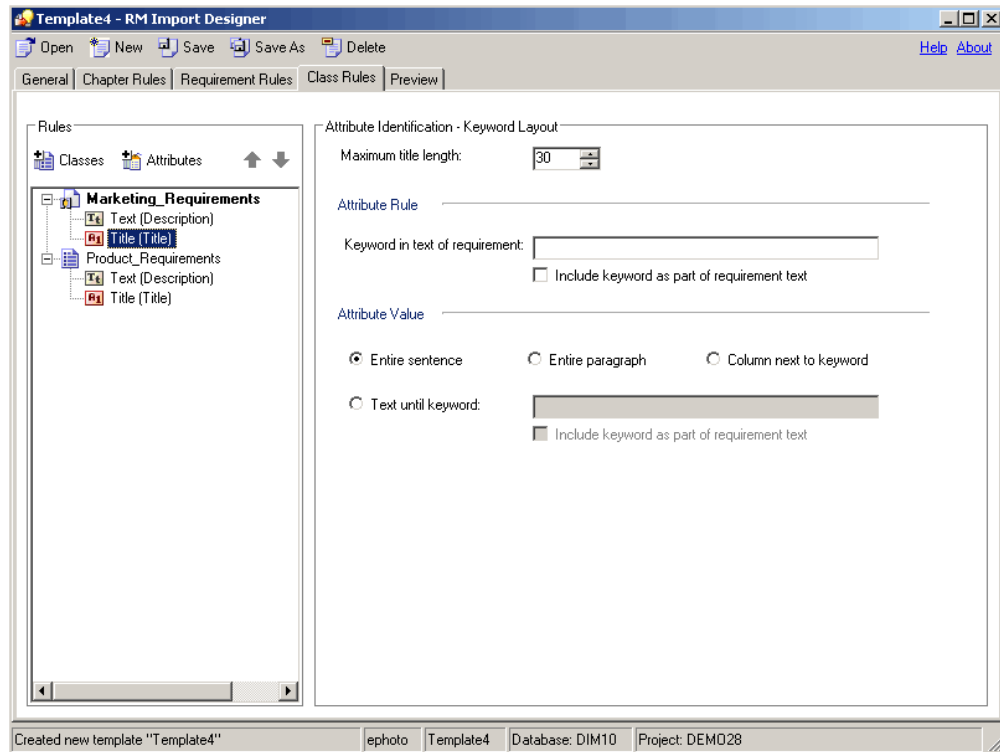 Template4 - RM Import Designer
Open New Save Save As Delete Help About
General Chapter Rules Requirement Rules Class Rules Preview
Rules
Classes Attributes
Marketing_Requirements
Text (Description)
Title (Title)
Product_Requirements
Text (Description)
Title (Title)
Attribute Identification - Keyword Layout
Maximum title length: 30
Attribute Rule
Keyword in text of requirement:
Include keyword as part of requirement text
Attribute Value
Entire sentence Entire paragraph Column next to keyword
Text until keyword:
Include keyword as part of requirement text
Created new template "Template4" ephoto Template4 Database: DIM10 Project: DEMO28